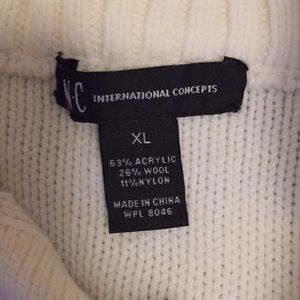 N·C INTERNATIONAL CONCEPTS
XL
63% ACRYLIC
26% WOOL
11% NYLON
MADE IN CHINA
WPL 8046